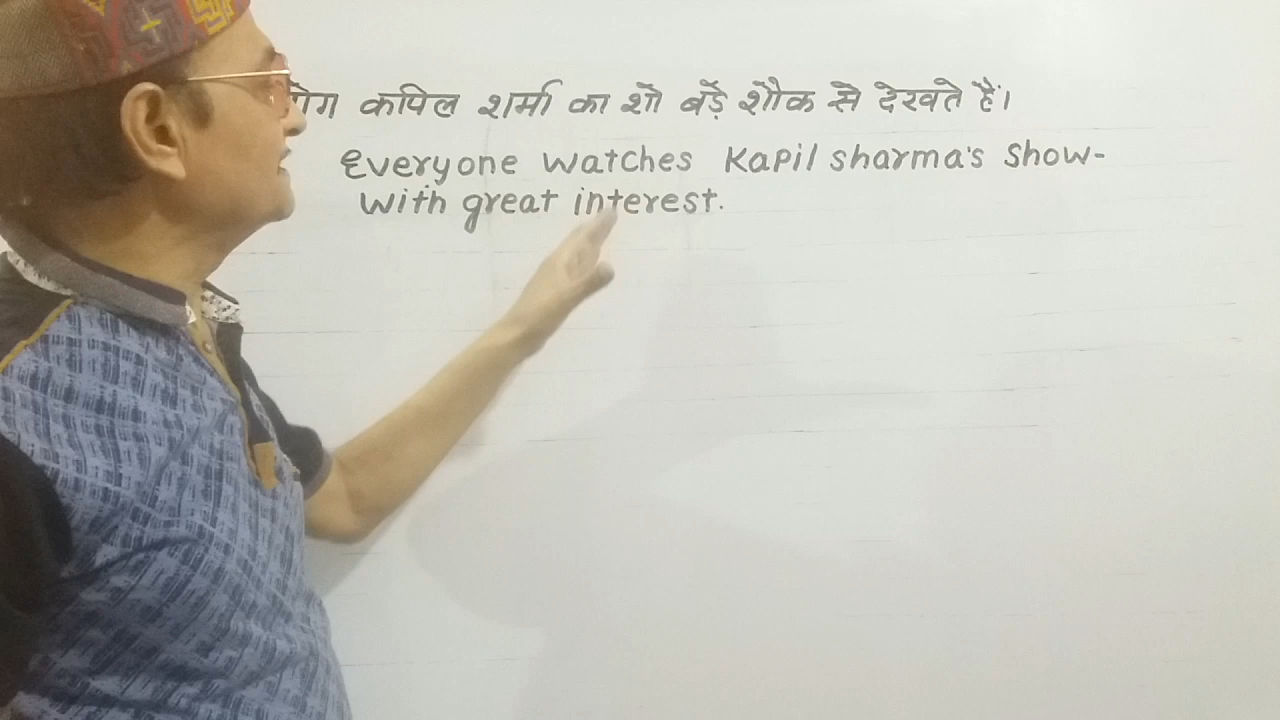 कपिल शर्मा का शो बड़े शौक से देखते हैं।
Everyone watches Kapil sharma's show-
with great interest.